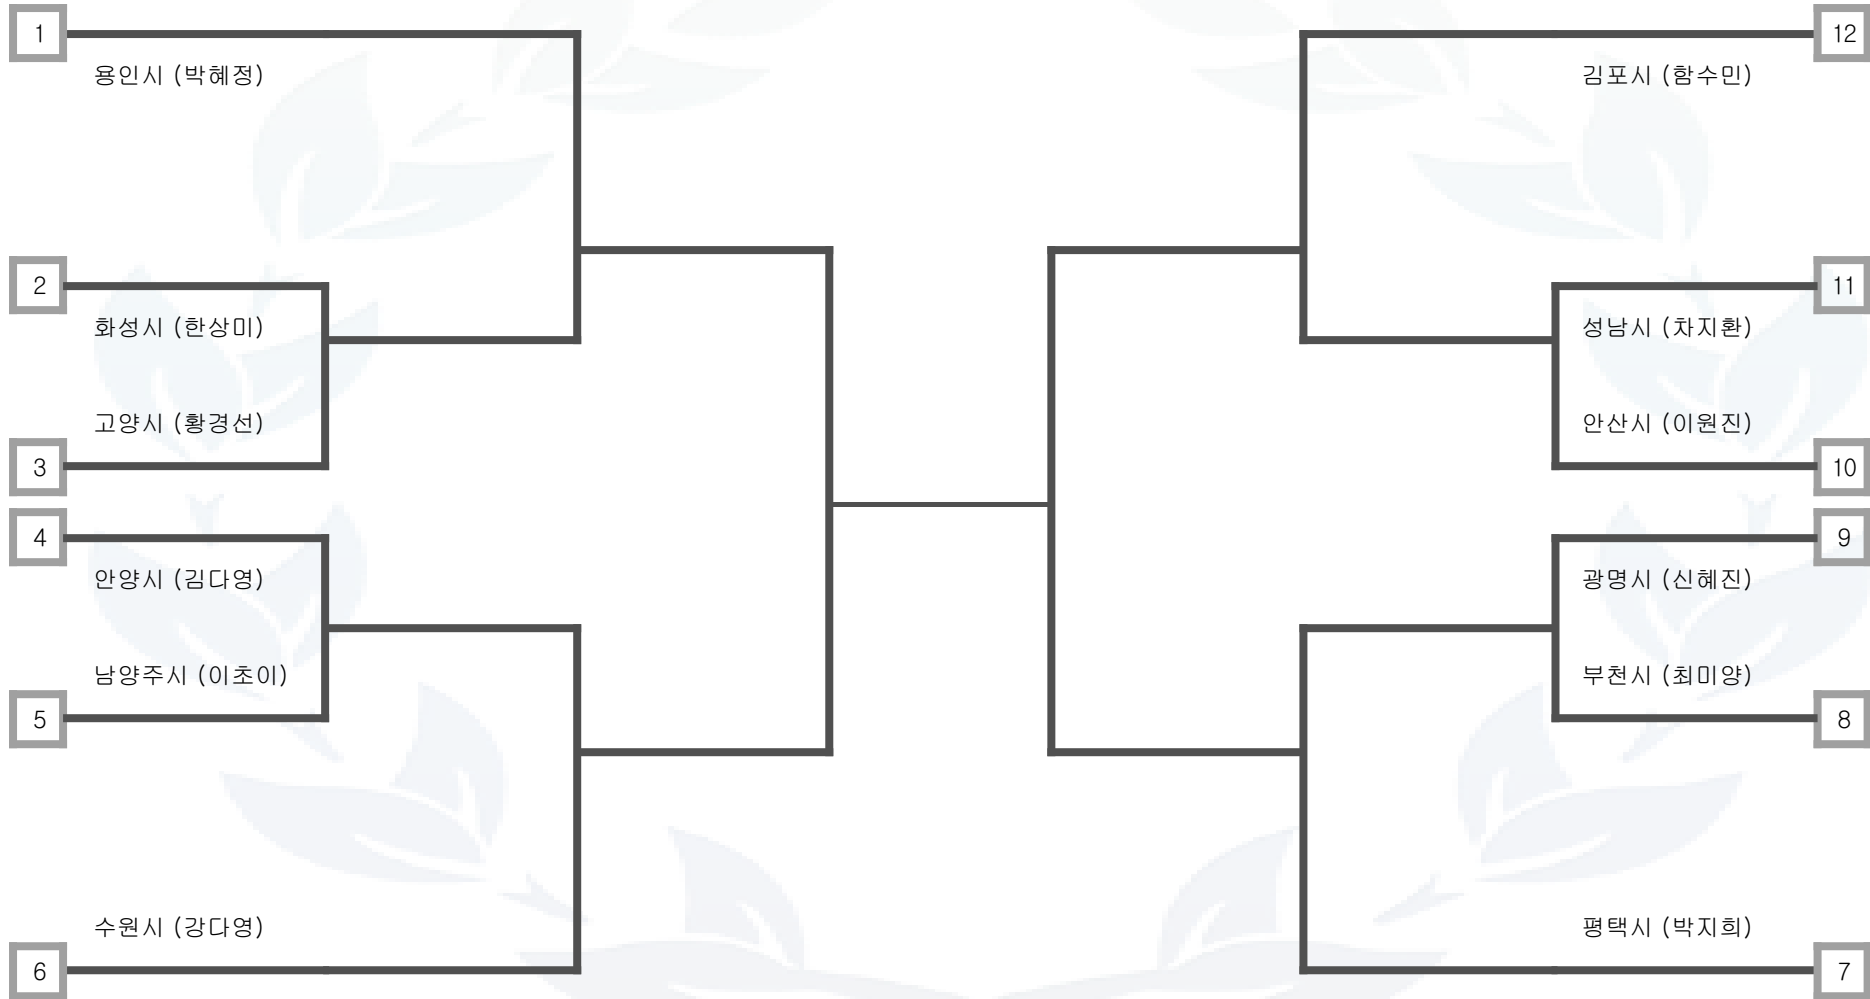 1
용인시 (박혜정)
2
화성시 (한상미)
고양시 (황경선)
3
4
안양시 (김다영)
남양주시 (이초이)
5
수원시 (강다영)
6
12
김포시 (함수민)
11
성남시 (차지환)
안산시 (이원진)
10
9
광명시 (신혜진)
부천시 (최미양)
8
평택시 (박지희)
7